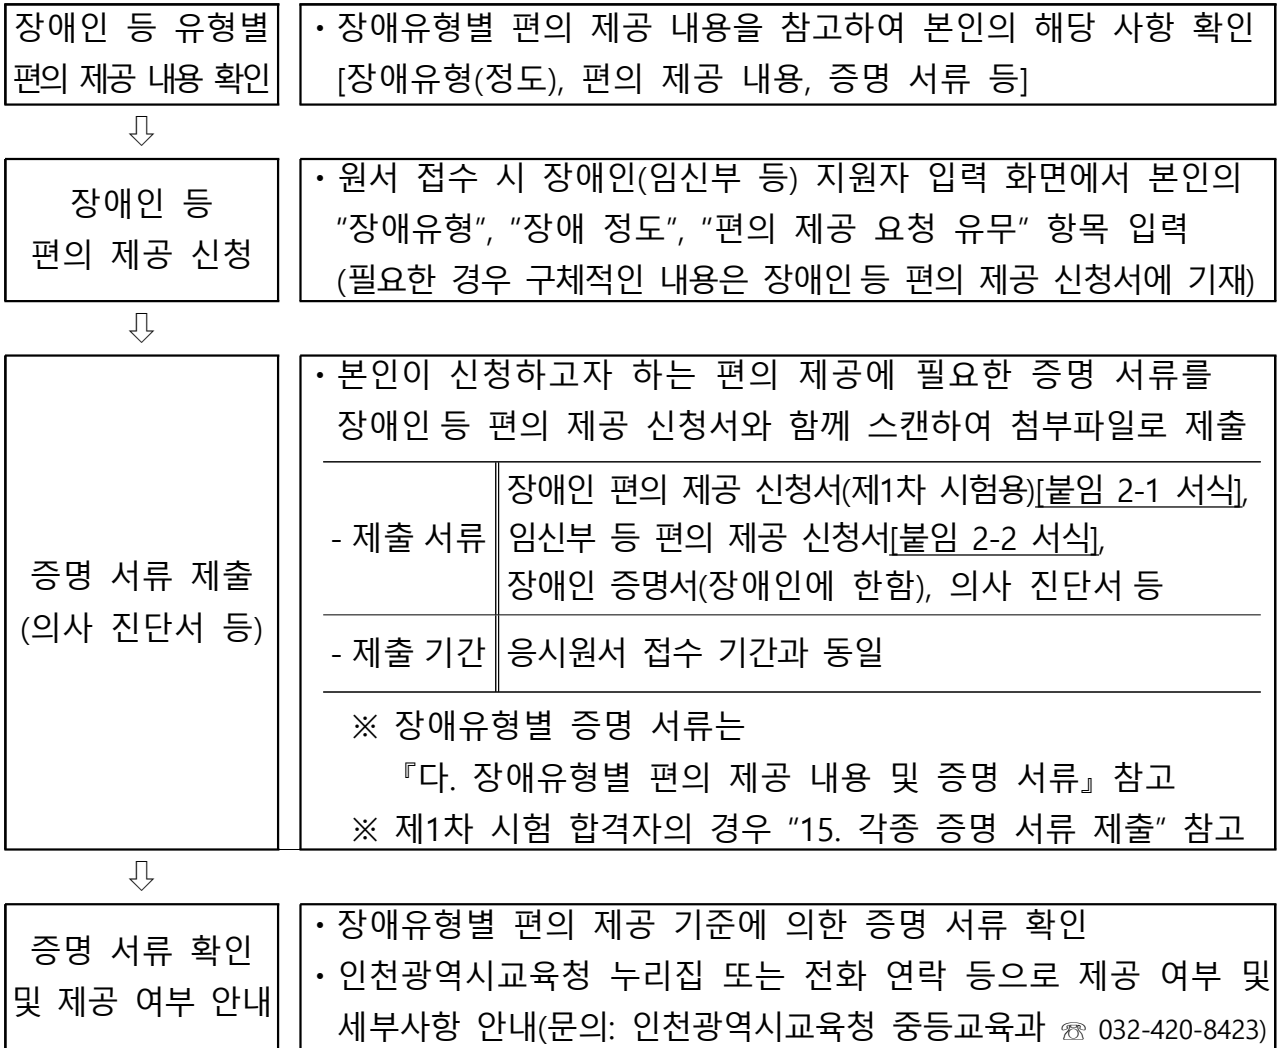 장애인 등 유형별
편의 제공 내용 확인
· 장애유형별 편의 제공 내용을 참고하여 본인의 해당 사항 확인
[장애유형(정도), 편의 제공 내용, 증명 서류 등]
⇩
장애인 등
편의 제공 신청
· 원서 접수 시 장애인(임신부 등) 지원자 입력 화면에서 본인의
“장애유형”, “장애 정도”, “편의 제공 요청 유무” 항목 입력
(필요한 경우 구체적인 내용은 장애인 등 편의 제공 신청서에 기재)
⇩
증명 서류 제출
(의사 진단서 등)
· 본인이 신청하고자 하는 편의 제공에 필요한 증명 서류를
장애인 등 편의 제공 신청서와 함께 스캔하여 첨부파일로 제출
- 제출 서류
장애인 편의 제공 신청서(제1차 시험용)[붙임 2-1 서식],
임신부 등 편의 제공 신청서[붙임 2-2 서식],
장애인 증명서(장애인에 한함), 의사 진단서 등
- 제출 기간
응시원서 접수 기간과 동일
※ 장애유형별 증명 서류는
『다. 장애유형별 편의 제공 내용 및 증명 서류』 참고
※ 제1차 시험 합격자의 경우 “15. 각종 증명 서류 제출” 참고
⇩
증명 서류 확인
및 제공 여부 안내
· 장애유형별 편의 제공 기준에 의한 증명 서류 확인
· 인천광역시교육청 누리집 또는 전화 연락 등으로 제공 여부 및
세부사항 안내(문의: 인천광역시교육청 중등교육과 ☏ 032-420-8423)